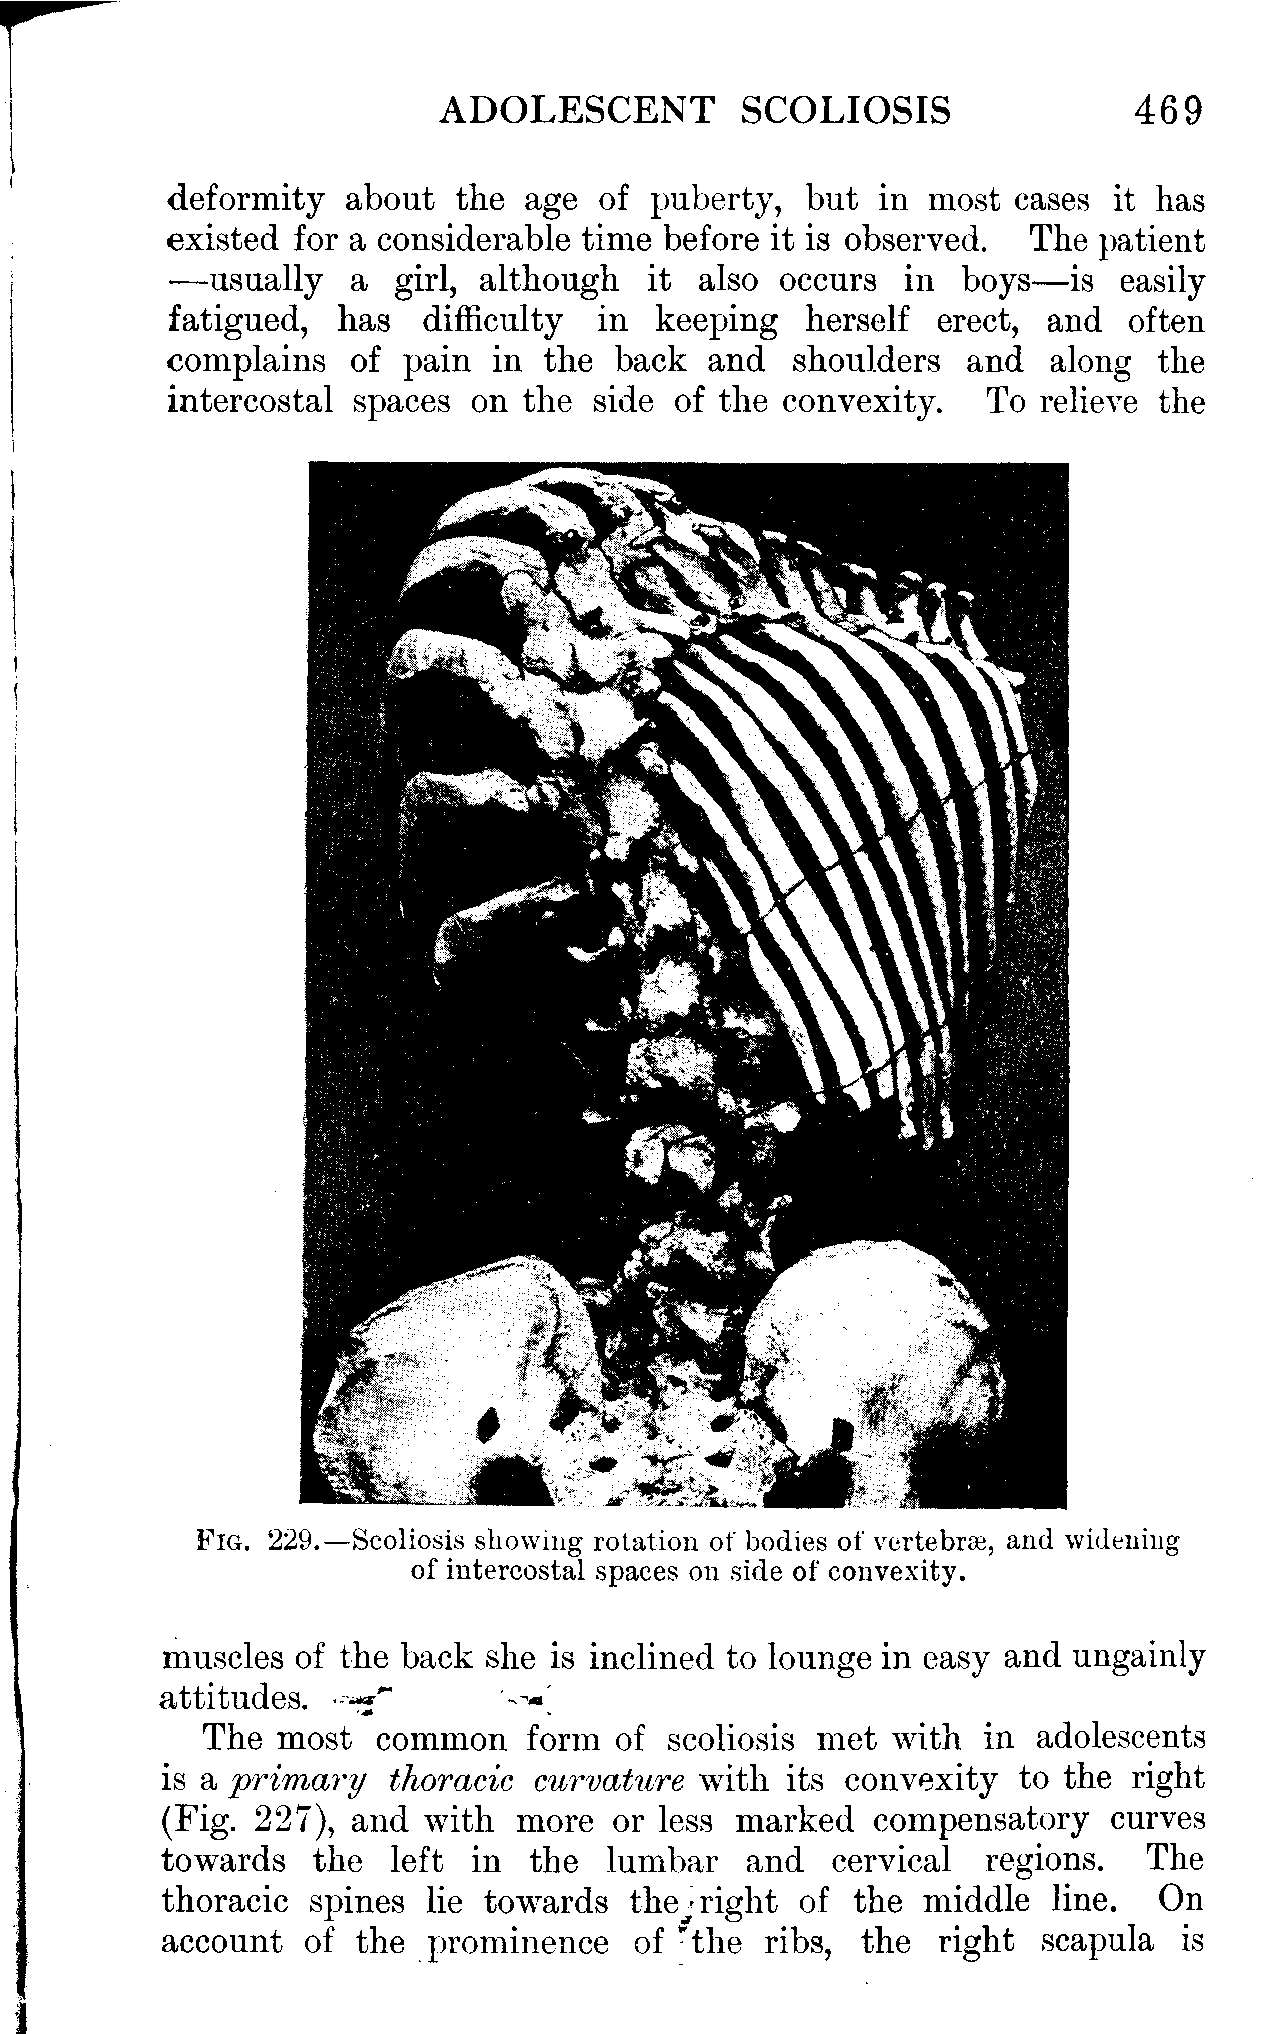 ADOLESCENT SCOLIOSIS 469
deformity about the age of puberty, but in most cases it has
existed for a considerable time before it is observed. The patient
—usually a girl, although it also occurs in boys—is easily
fatigued, has difficulty in keeping herself erect, and often
complains of pain in the back and shoulders and along the
intercostal spaces on the side of the convexity. To relieve the
FIG. 229.—Scoliosis showing rotation of bodies of vertebræ, and widening
of intercostal spaces on side of convexity.
muscles of the back she is inclined to lounge in easy and ungainly
attitudes.
The most common form of scoliosis met with in adolescents
is a primary thoracic curvature with its convexity to the right
(Fig. 227), and with more or less marked compensatory curves
towards the left in the lumbar and cervical regions. The
thoracic spines lie towards the right of the middle line. On
account of the prominence of the ribs, the right scapula is